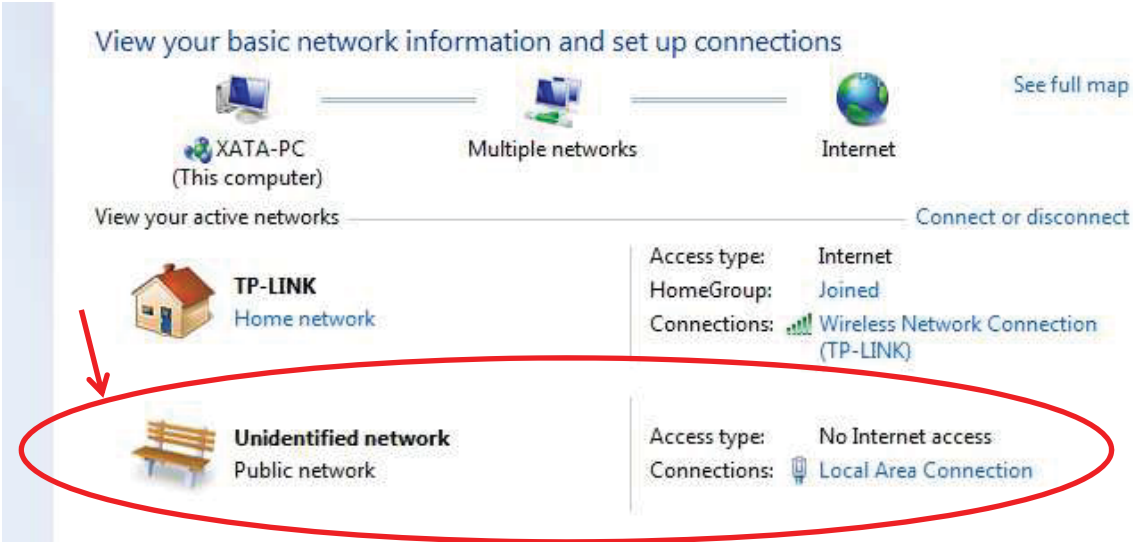 View your basic network information and set up connections
See full map
XATA-PC
(This computer)
Multiple networks
Internet
View your active networks
Connect or disconnect
TP-LINK
Home network
Access type: Internet
HomeGroup: Joined
Connections: Wireless Network Connection
(TP-LINK)
Unidentified network
Public network
Access type: No Internet access
Connections: Local Area Connection